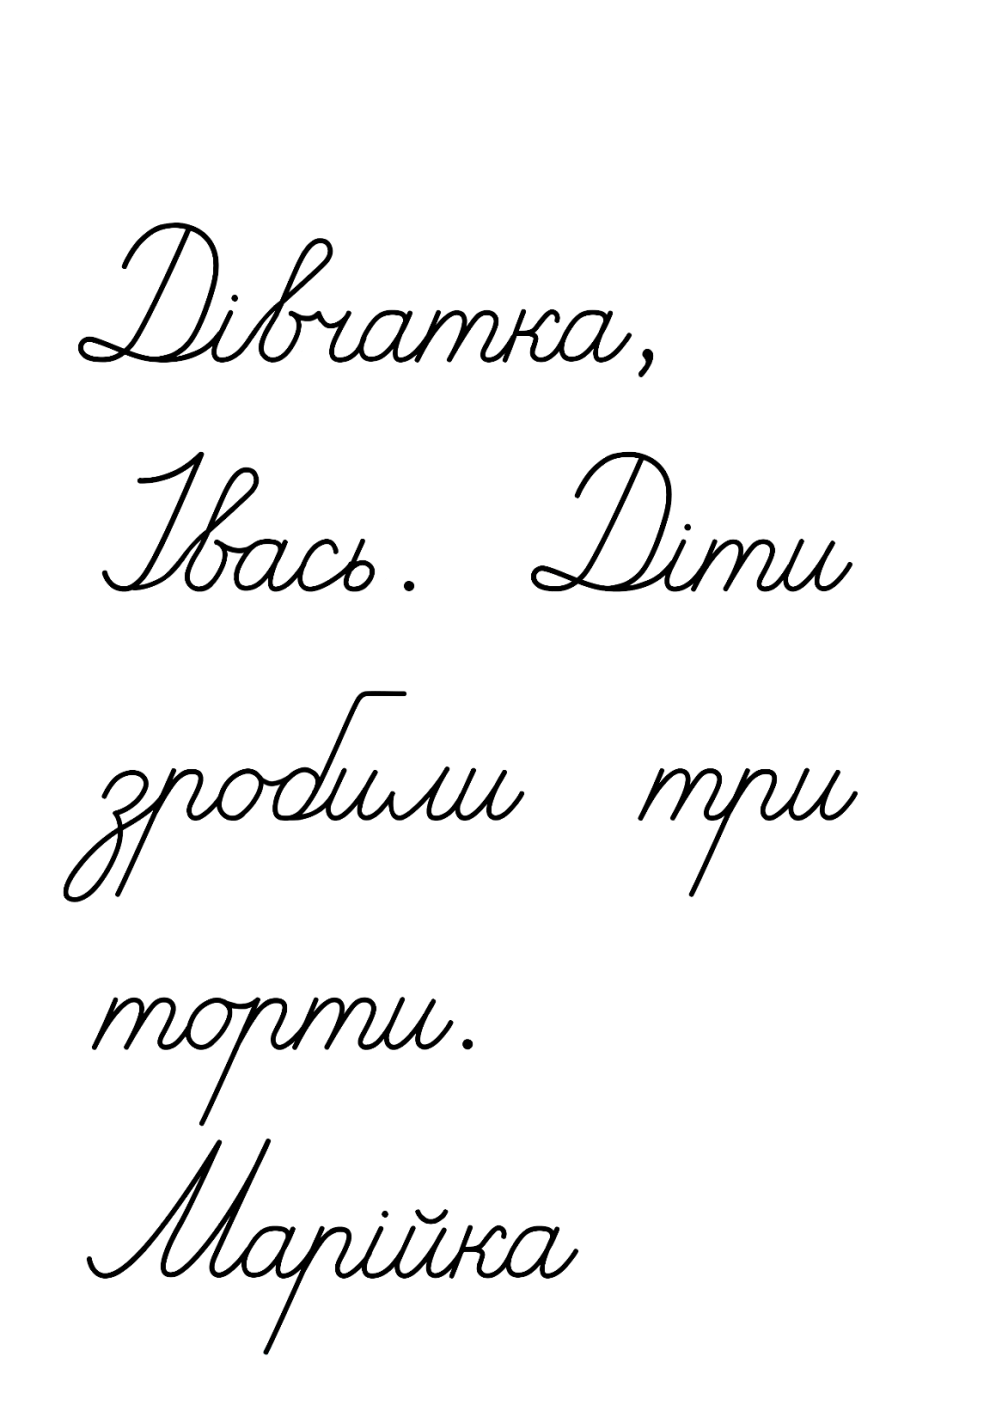 Дівчатка,
Івась. Діти
зробили три
торти.
Марійка